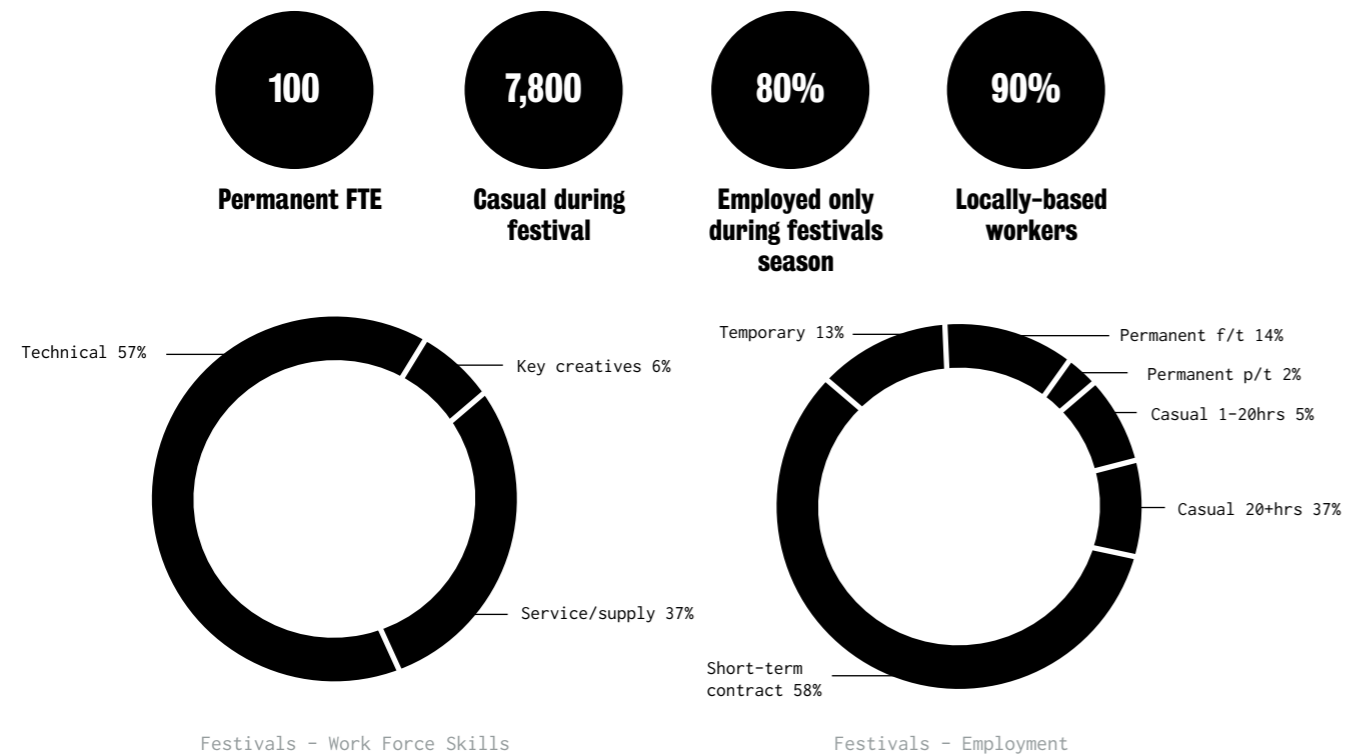 100
7,800
80%
90%
Permanent FTE
Casual during
festival
Employed only
during festivals
season
Locally-based
workers
Technical 57%
Key creatives 6%
Service/supply 37%
Festivals - Work Force Skills
Temporary 13%
Permanent f/t 14%
Permanent p/t 2%
Casual 1-20hrs 5%
Casual 20+hrs 37%
Short-term
contract 58%
Festivals - Employment